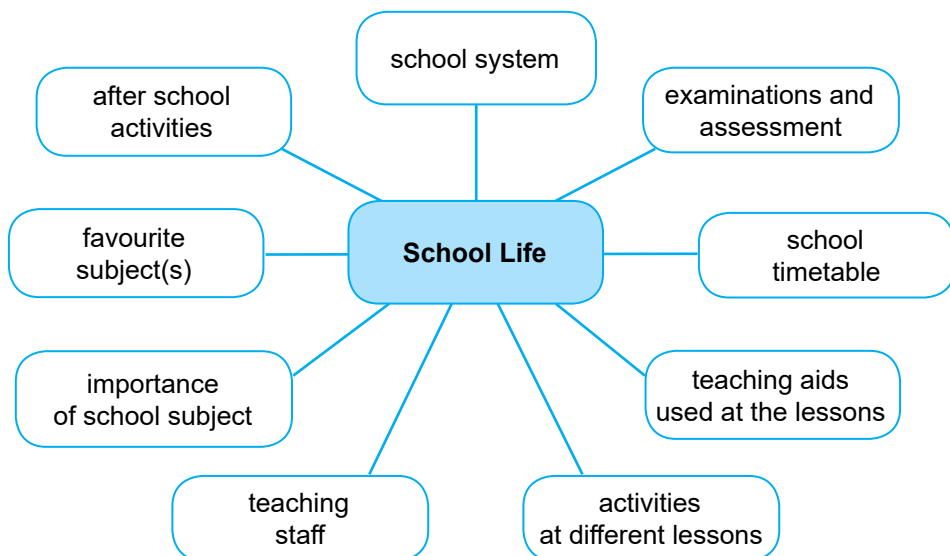 school system
after school
activities
examinations and
assessment
favourite
subject(s)
School Life
school
timetable
importance
of school subject
teaching aids
used at the lessons
teaching
staff
activities
at different lessons